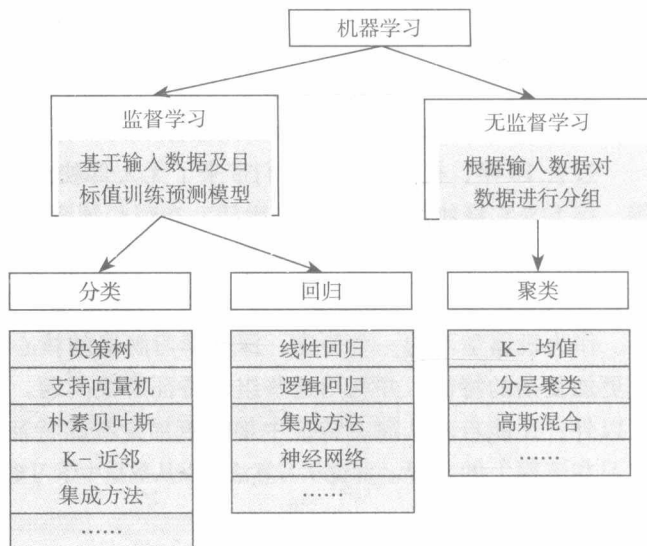 机器学习
监督学习
基于输入数据及目
标值训练预测模型
无监督学习
根据输入数据对
数据进行分组
分类
决策树
支持向量机
朴素贝叶斯
K-近邻
集成方法
……
回归
线性回归
逻辑回归
集成方法
神经网络
……
聚类
K-均值
分层聚类
高斯混合
……